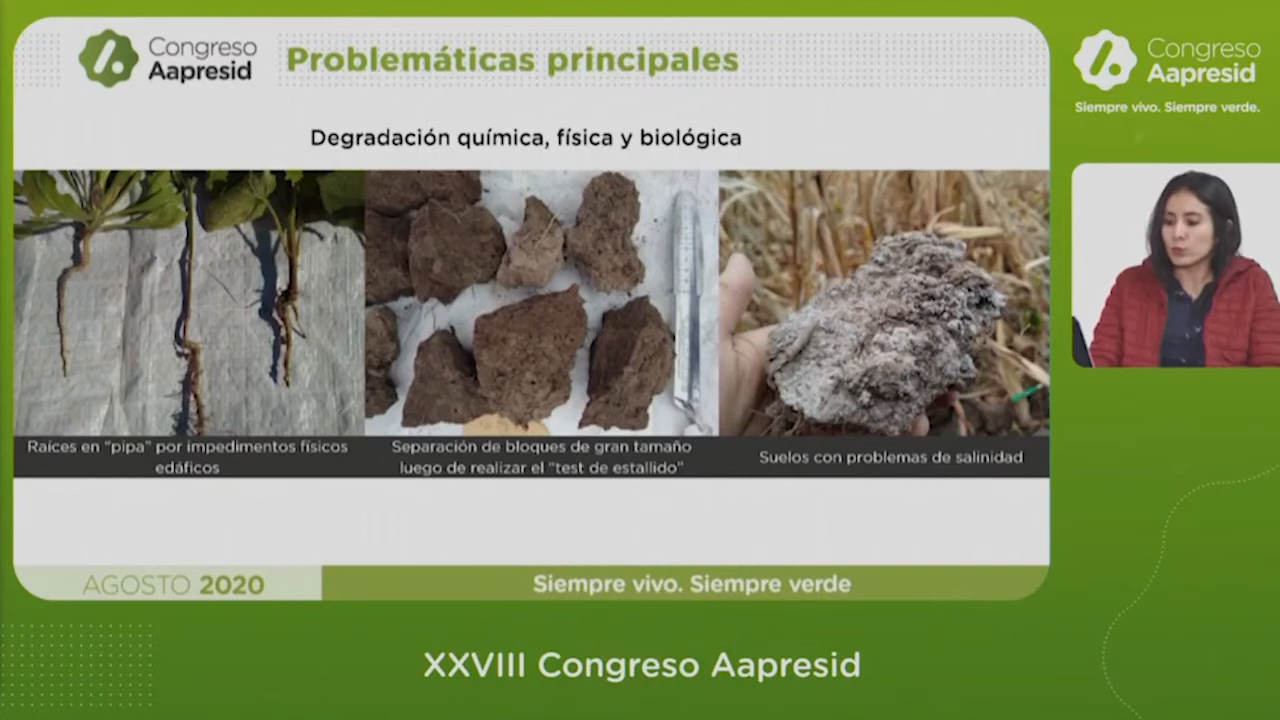 Congreso
Aapresid
Problemáticas principales
Congreso
Aapresid
Siempre vivo. Siempre verde.
Degradación química, física y biológica
Raíces en "pipa" por impedimentos físicos
edáficos
Separación de bloques de gran tamaño
luego de realizar el "test de estallido"
Suelos con problemas de salinidad
AGOSTO 2020
Siempre vivo. Siempre verde
XXVIII Congreso Aapresid